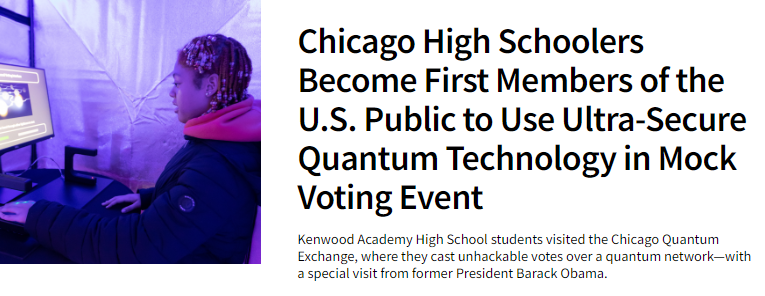 Chicago High Schoolers
Become First Members of the
U.S. Public to Use Ultra-Secure
Quantum Technology in Mock
Voting Event
Kenwood Academy High School students visited the Chicago Quantum
Exchange, where they cast unhackable votes over a quantum network—with
a special visit from former President Barack Obama.